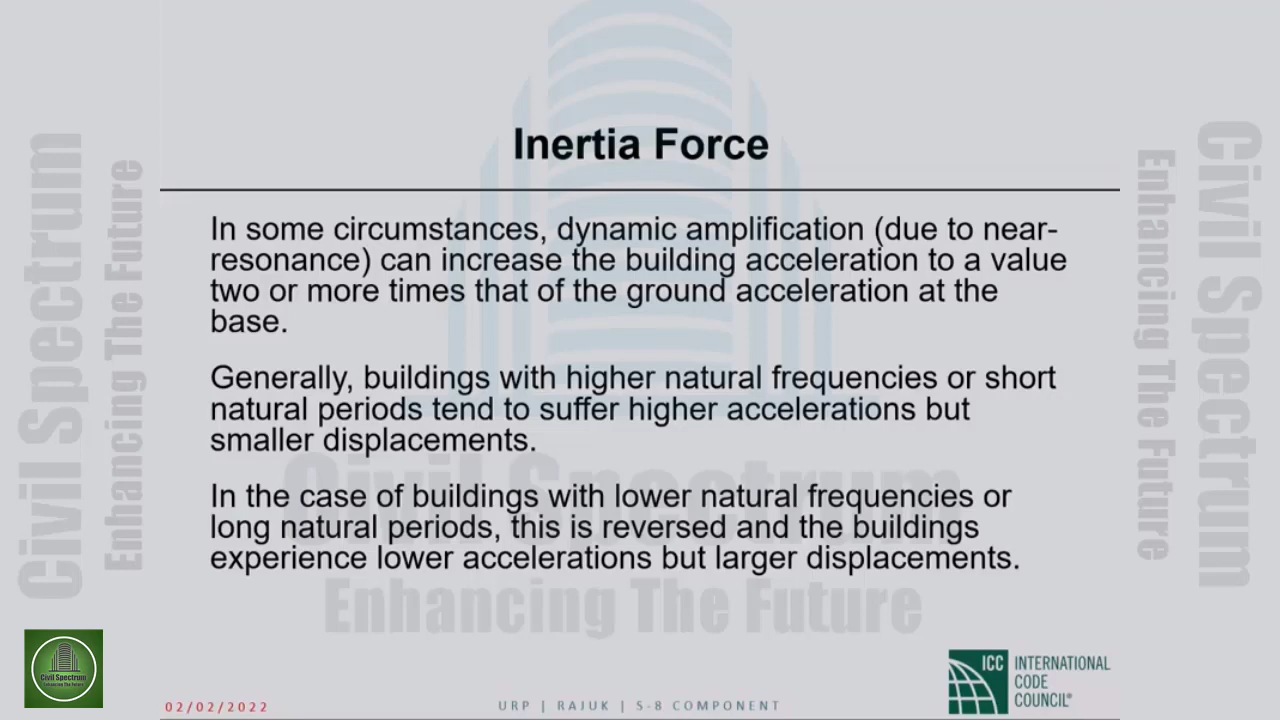 Inertia Force
In some circumstances, dynamic amplification (due to near-
resonance) can increase the building acceleration to a value
two or more times that of the ground acceleration at the
base.
Generally, buildings with higher natural frequencies or short
natural periods tend to suffer higher accelerations but
smaller displacements.
In the case of buildings with lower natural frequencies or
long natural periods, this is reversed and the buildings
experience lower accelerations but larger displacements.
Civil Spectrum
Enhancing The Future
Civil Spectrum
Enhancing The Future
Enhancing The Future
Civil Spectrum
Civil Spectrum
Enhancing The Future
02/02/2022
URP | RAJUK | S-8 COMPONENT
ICC
INTERNATIONAL
CODE
COUNCIL®